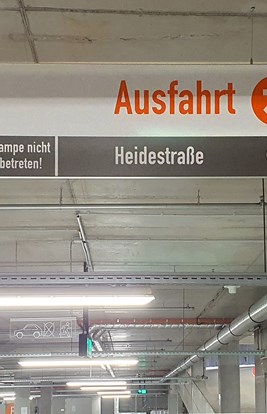 Ausfahrt
ampe nicht
betreten!
Heidestraße